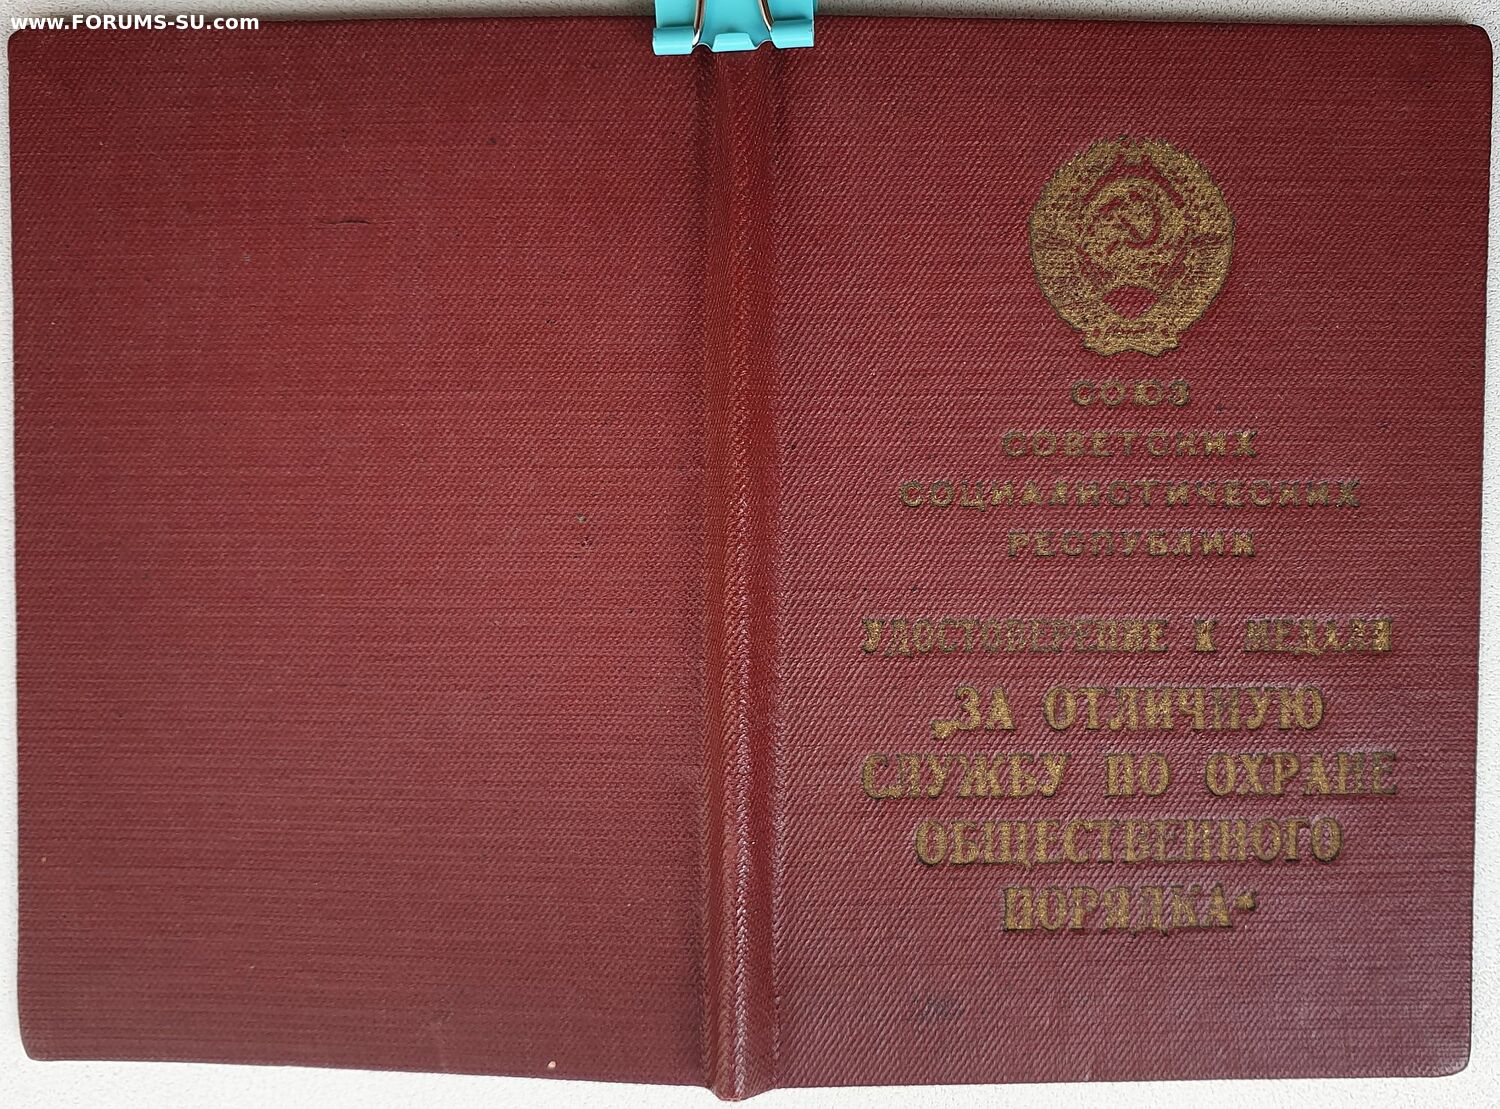 www.FORUMS-SU.com
СОЮЗ
СОВЕТСКИХ
СОЦИАЛИСТИЧЕСКИХ
РЕСПУБЛИК
УДОСТОВЕРЕНИЕ К МЕДАЛИ
„ЗА ОТЛИЧНУЮ
СЛУЖБУ ПО ОХРАНЕ
ОБЩЕСТВЕННОГО
ПОРЯДКА“